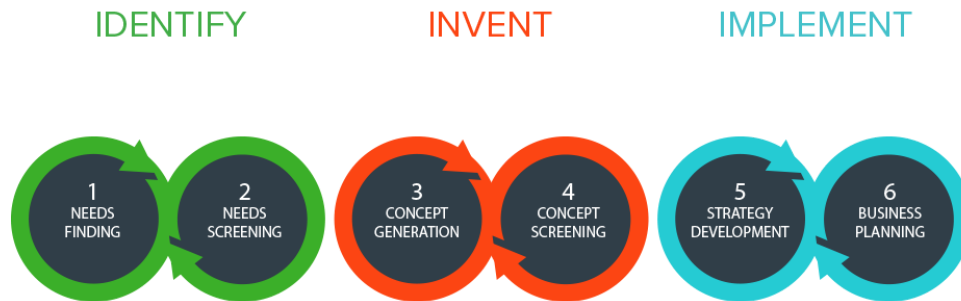 IDENTIFY
INVENT
IMPLEMENT
1
NEEDS
FINDING
2
NEEDS
SCREENING
3
CONCEPT
GENERATION
4
CONCEPT
SCREENING
5
STRATEGY
DEVELOPMENT
6
BUSINESS
PLANNING